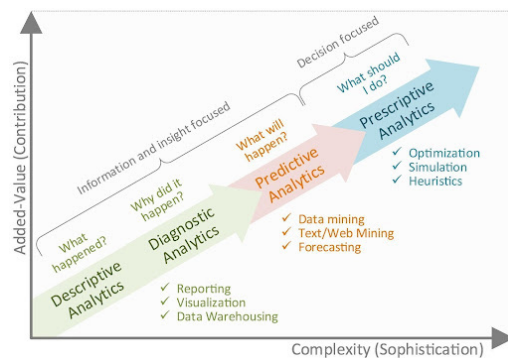 Added-Value (Contribution)
Information and insight focused
Decision focused
What
happened?
Why did it
happen?
What will
happen?
What should
I do?
Descriptive
Analytics
Diagnostic
Analytics
Predictive
Analytics
Prescriptive
Analytics
✓ Reporting
✓ Visualization
✓ Data Warehousing
✓ Data mining
✓ Text/Web Mining
✓ Forecasting
✓ Optimization
✓ Simulation
✓ Heuristics
Complexity (Sophistication)